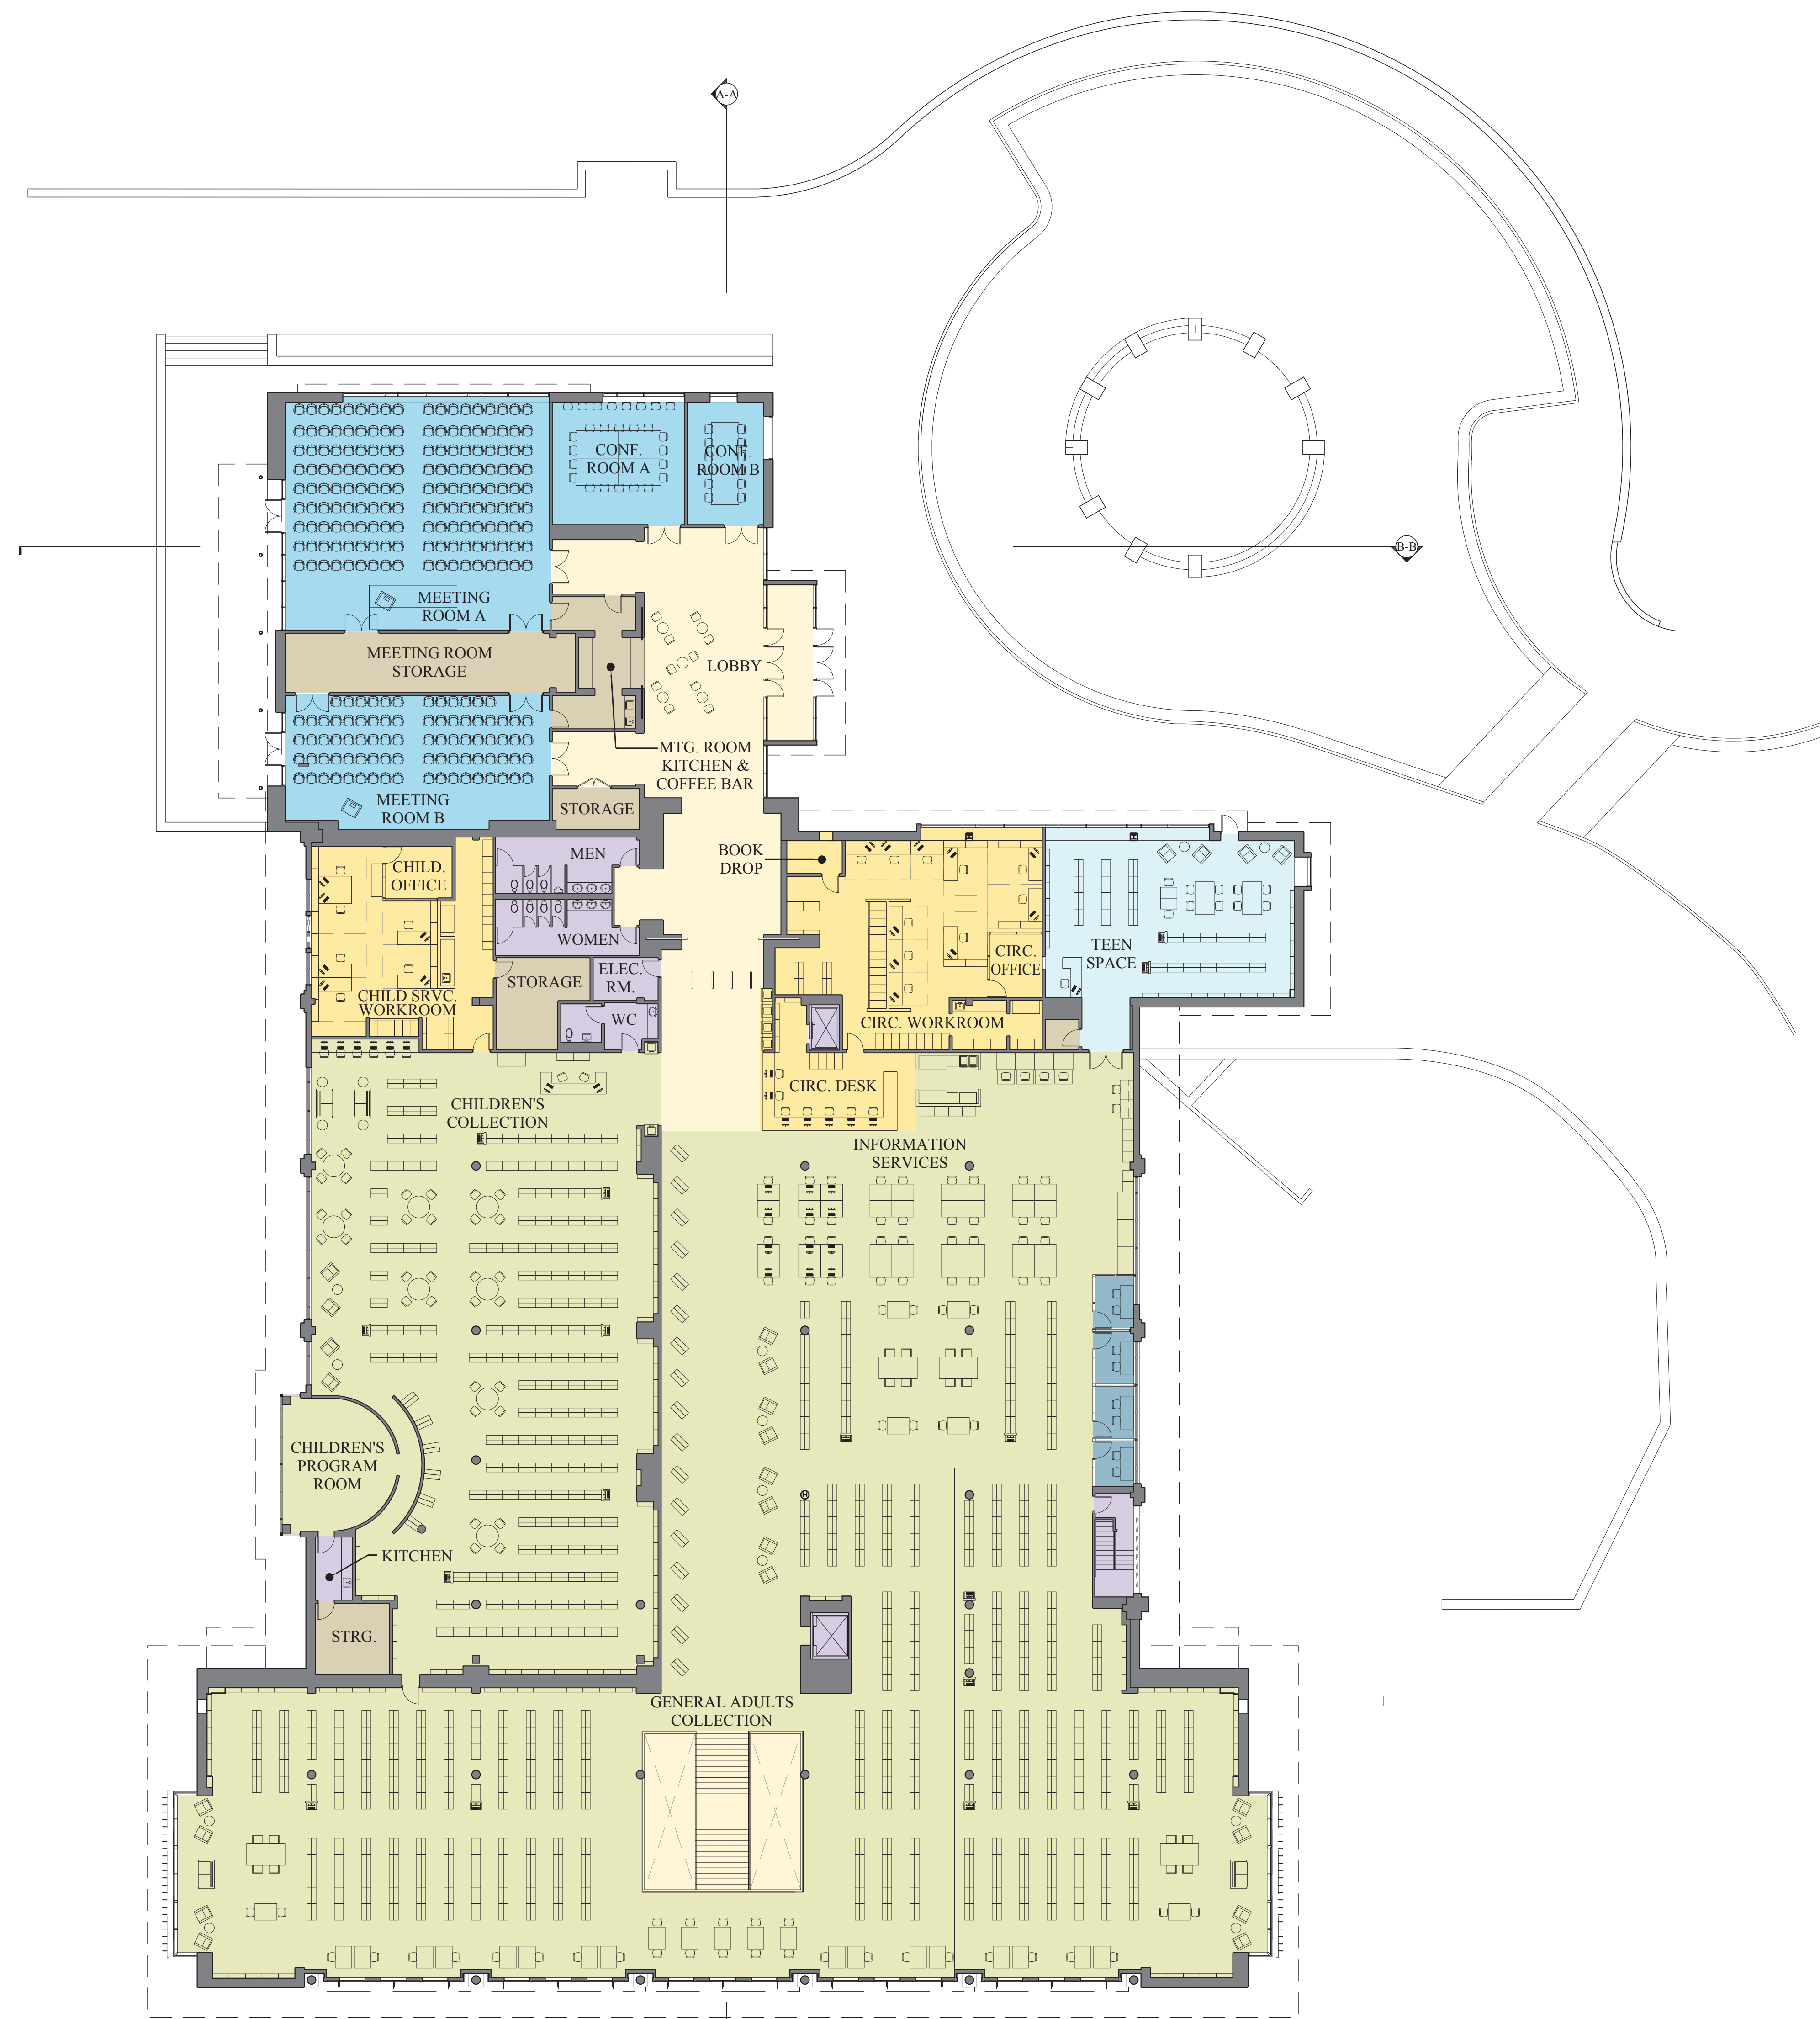 A-A
CONF.
ROOM A
CONF.
ROOM B
B-B
MEETING
ROOM A
MEETING ROOM
STORAGE
LOBBY
MTG. ROOM
KITCHEN &
COFFEE BAR
MEETING
ROOM B
STORAGE
MEN
BOOK
DROP
CHILD.
OFFICE
WOMEN
TEEN
SPACE
CIRC.
OFFICE
STORAGE
ELEC.
RM.
CHILD SRVC.
WORKROOM
WC
CIRC. WORKROOM
CIRC. DESK
CHILDREN'S
COLLECTION
INFORMATION
SERVICES
CHILDREN'S
PROGRAM
ROOM
KITCHEN
STRG.
GENERAL ADULTS
COLLECTION